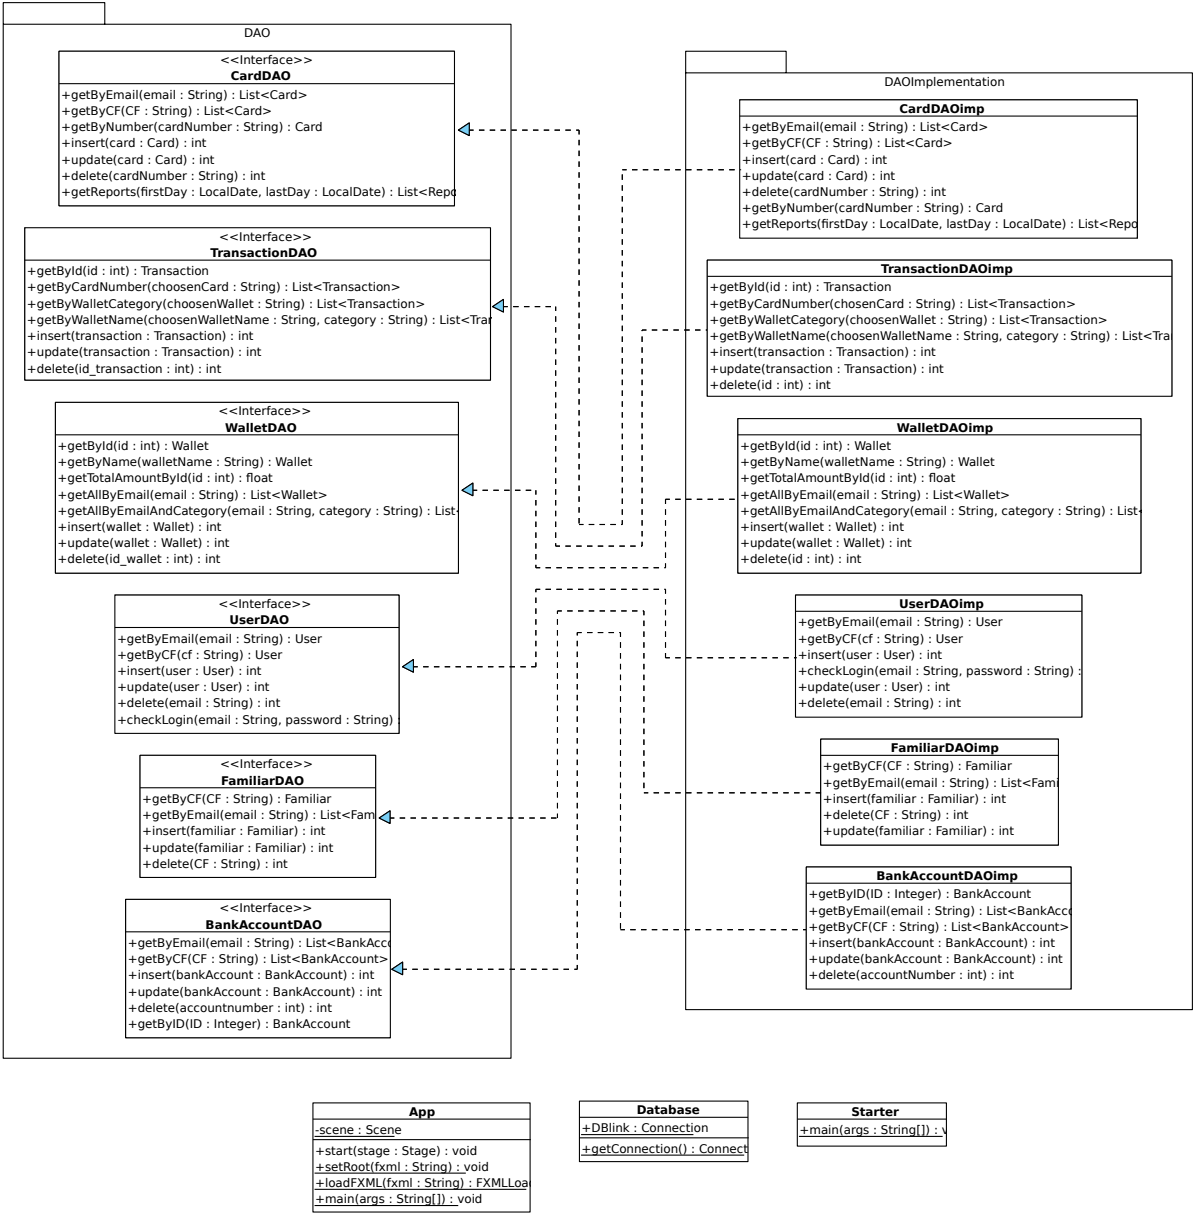 DAO
<<Interface>>
CardDAO
+getByEmail(email : String) : List<Card>
+getByCF(CF : String) : List<Card>
+getByNumber(cardNumber : String) : Card
+insert(card : Card) : int
+update(card : Card) : int
+delete(cardNumber : String) : int
+getReports(firstDay : LocalDate, lastDay : LocalDate) : List<Repo
<<Interface>>
TransactionDAO
+getById(id : int) : Transaction
+getByCardNumber(choosenCard : String) : List<Transaction>
+getByWalletCategory(choosenWallet : String) : List<Transaction>
+getByWalletName(choosenWalletName : String, category : String) : List<Tran
+insert(transaction : Transaction) : int
+update(transaction : Transaction) : int
+delete(id_transaction : int) : int
<<Interface>>
WalletDAO
+getById(id : int) : Wallet
+getByName(walletName : String) : Wallet
+getTotalAmountById(id : int) : float
+getAllByEmail(email : String) : List<Wallet>
+getAllByEmailAndCategory(email : String, category : String) : List<
+insert(wallet : Wallet) : int
+update(wallet : Wallet) : int
+delete(id_wallet : int) : int
<<Interface>>
UserDAO
+getByEmail(email : String) : User
+getByCF(cf : String) : User
+insert(user : User) : int
+update(user : User) : int
+delete(email : String) : int
+checkLogin(email : String, password : String) :
<<Interface>>
FamiliarDAO
+getByCF(CF : String) : Familiar
+getByEmail(email : String) : List<Fam
+insert(familiar : Familiar) : int
+update(familiar : Familiar) : int
+delete(CF : String) : int
<<Interface>>
BankAccountDAO
+getByEmail(email : String) : List<BankAcco
+getByCF(CF : String) : List<BankAccount>
+insert(bankAccount : BankAccount) : int
+update(bankAccount : BankAccount) : int
+delete(accountnumber : int) : int
+getByID(ID : Integer) : BankAccount
DAOImplementation
CardDAOimp
+getByEmail(email : String) : List<Card>
+getByCF(CF : String) : List<Card>
+insert(card : Card) : int
+update(card : Card) : int
+delete(cardNumber : String) : int
+getByNumber(cardNumber : String) : Card
+getReports(firstDay : LocalDate, lastDay : LocalDate) : List<Repo
TransactionDAOimp
+getById(id : int) : Transaction
+getByCardNumber(chosenCard : String) : List<Transaction>
+getByWalletCategory(choosenWallet : String) : List<Transaction>
+getByWalletName(choosenWalletName : String, category : String) : List<Tra
+insert(transaction : Transaction) : int
+update(transaction : Transaction) : int
+delete(id : int) : int
WalletDAOimp
+getById(id : int) : Wallet
+getByName(walletName : String) : Wallet
+getTotalAmountById(id : int) : float
+getAllByEmail(email : String) : List<Wallet>
+getAllByEmailAndCategory(email : String, category : String) : List<
+insert(wallet : Wallet) : int
+update(wallet : Wallet) : int
+delete(id : int) : int
UserDAOimp
+getByEmail(email : String) : User
+getByCF(cf : String) : User
+insert(user : User) : int
+checkLogin(email : String, password : String) :
+update(user : User) : int
+delete(email : String) : int
FamiliarDAOimp
+getByCF(CF : String) : Familiar
+getByEmail(email : String) : List<Fami
+insert(familiar : Familiar) : int
+delete(CF : String) : int
+update(familiar : Familiar) : int
BankAccountDAOimp
+getByID(ID : Integer) : BankAccount
+getByEmail(email : String) : List<BankAcco
+getByCF(CF : String) : List<BankAccount>
+insert(bankAccount : BankAccount) : int
+update(bankAccount : BankAccount) : int
+delete(accountNumber : int) : int
App
-scene : Scene
+start(stage : Stage) : void
+setRoot(fxml : String) : void
+loadFXML(fxml : String) : FXMLLoad
+main(args : String[]) : void
Database
+DBlink : Connection
+getConnection() : Connect
Starter
+main(args : String[]) : v